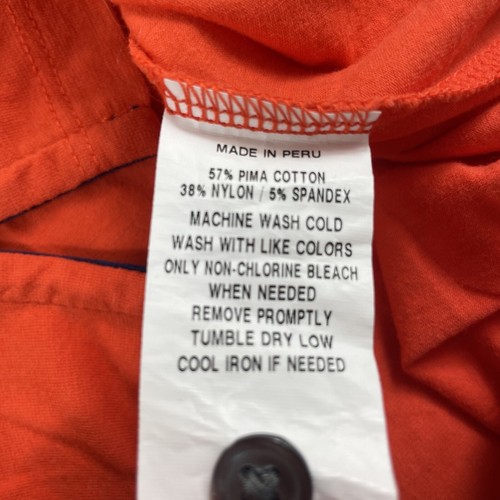 MADE IN PERU
57% PIMA COTTON
38% NYLON / 5% SPANDEX
MACHINE WASH COLD
WASH WITH LIKE COLORS
ONLY NON-CHLORINE BLEACH
WHEN NEEDED
REMOVE PROMPTLY
TUMBLE DRY LOW
COOL IRON IF NEEDED